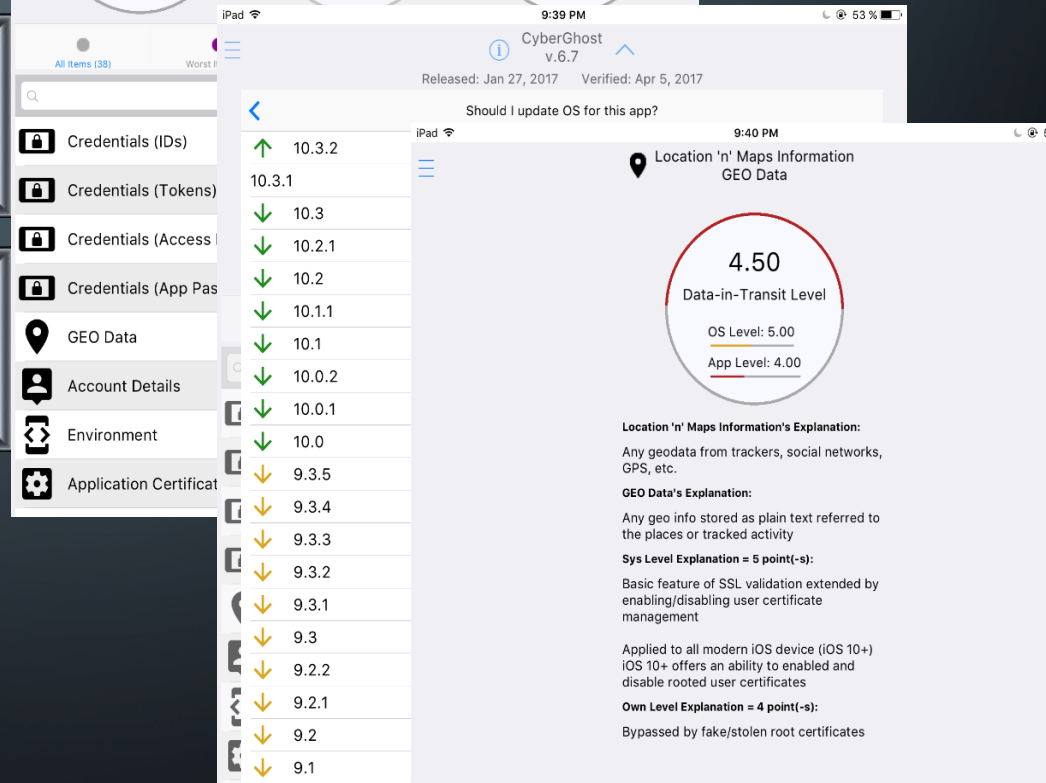 All Items (38)
Worst
Credentials (IDs)
Credentials (Tokens)
Credentials (Access
Credentials (App Pas
GEO Data
Account Details
Environment
Application Certificat
iPad
9:39 PM
53 %
CyberGhost
v.6.7
Released: Jan 27, 2017 Verified: Apr 5, 2017
Should I update OS for this app?
10.3.2
10.3.1
10.3
10.2.1
10.2
10.1.1
10.1
10.0.2
10.0.1
10.0
9.3.5
9.3.4
9.3.3
9.3.2
9.3.1
9.3
9.2.2
9.2.1
9.2
9.1
iPad
9:40 PM
Location 'n' Maps Information
GEO Data
4.50
Data-in-Transit Level
OS Level: 5.00
App Level: 4.00
Location 'n' Maps Information's Explanation:
Any geodata from trackers, social networks,
GPS, etc.
GEO Data's Explanation:
Any geo info stored as plain text referred to
the places or tracked activity
Sys Level Explanation = 5 point(-s):
Basic feature of SSL validation extended by
enabling/disabling user certificate
management
Applied to all modern iOS device (iOS 10+)
iOS 10+ offers an ability to enabled and
disable rooted user certificates
Own Level Explanation = 4 point(-s):
Bypassed by fake/stolen root certificates